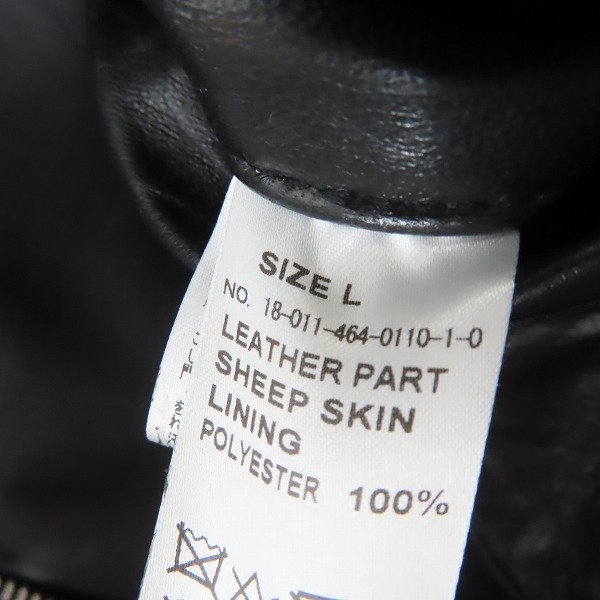 SIZE L
NO. 18-011-464-0110-1-0
LEATHER PART
SHEEP SKIN
LINING
POLYESTER 100%